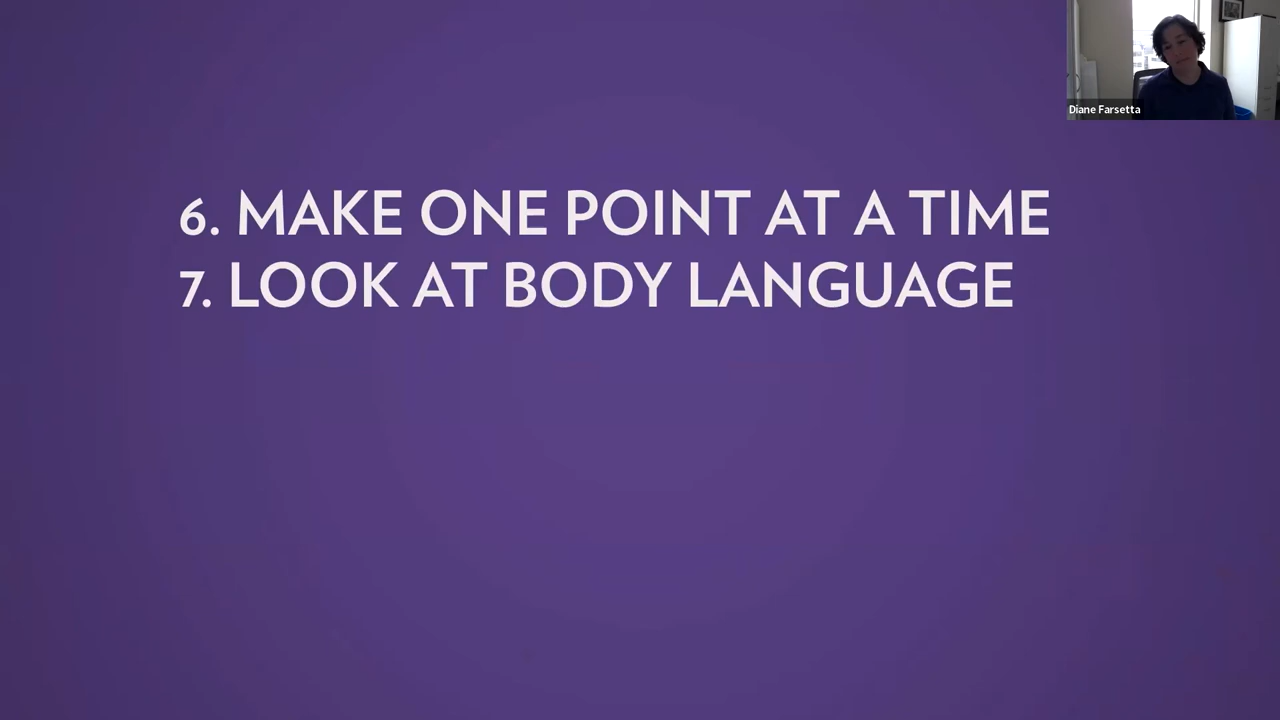 Diane Farsetta
6. MAKE ONE POINT AT A TIME
7. LOOK AT BODY LANGUAGE